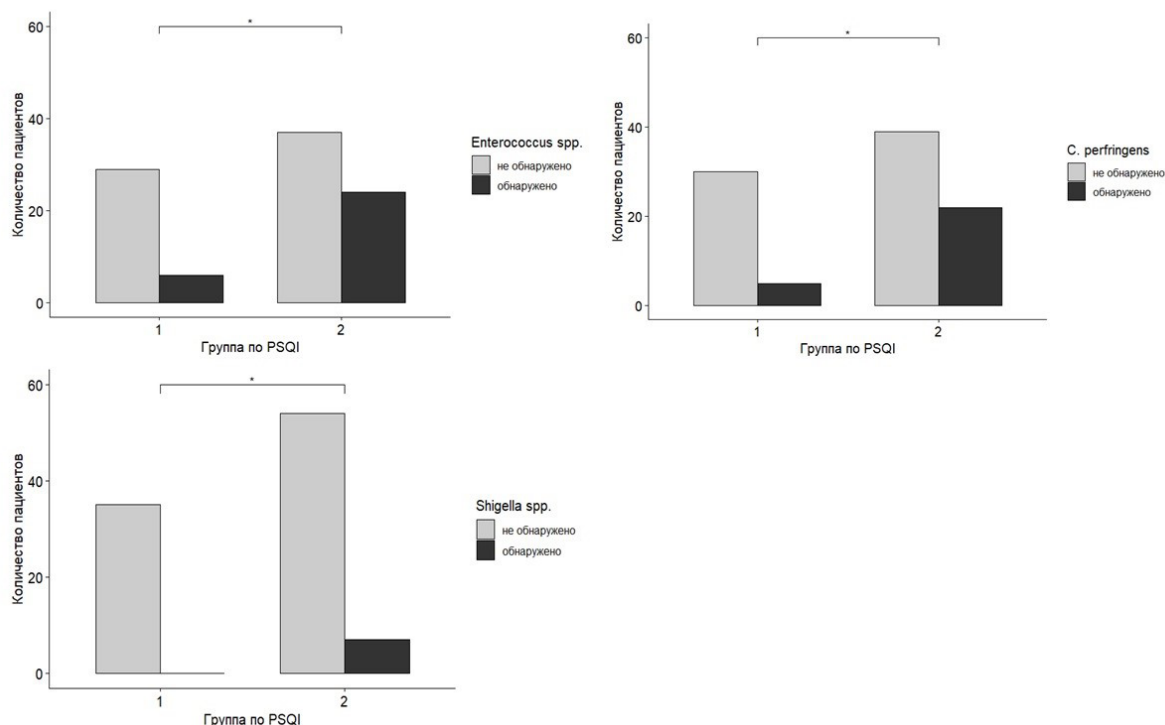 60
40
20
0
Количество пациентов
*
1
2
Группа по PSQI
Enterococcus spp.
не обнаружено
обнаружено
60
40
20
0
Количество пациентов
*
1
2
Группа по PSQI
C. perfringens
не обнаружено
обнаружено
60
40
20
0
Количество пациентов
*
1
2
Группа по PSQI
Shigella spp.
не обнаружено
обнаружено